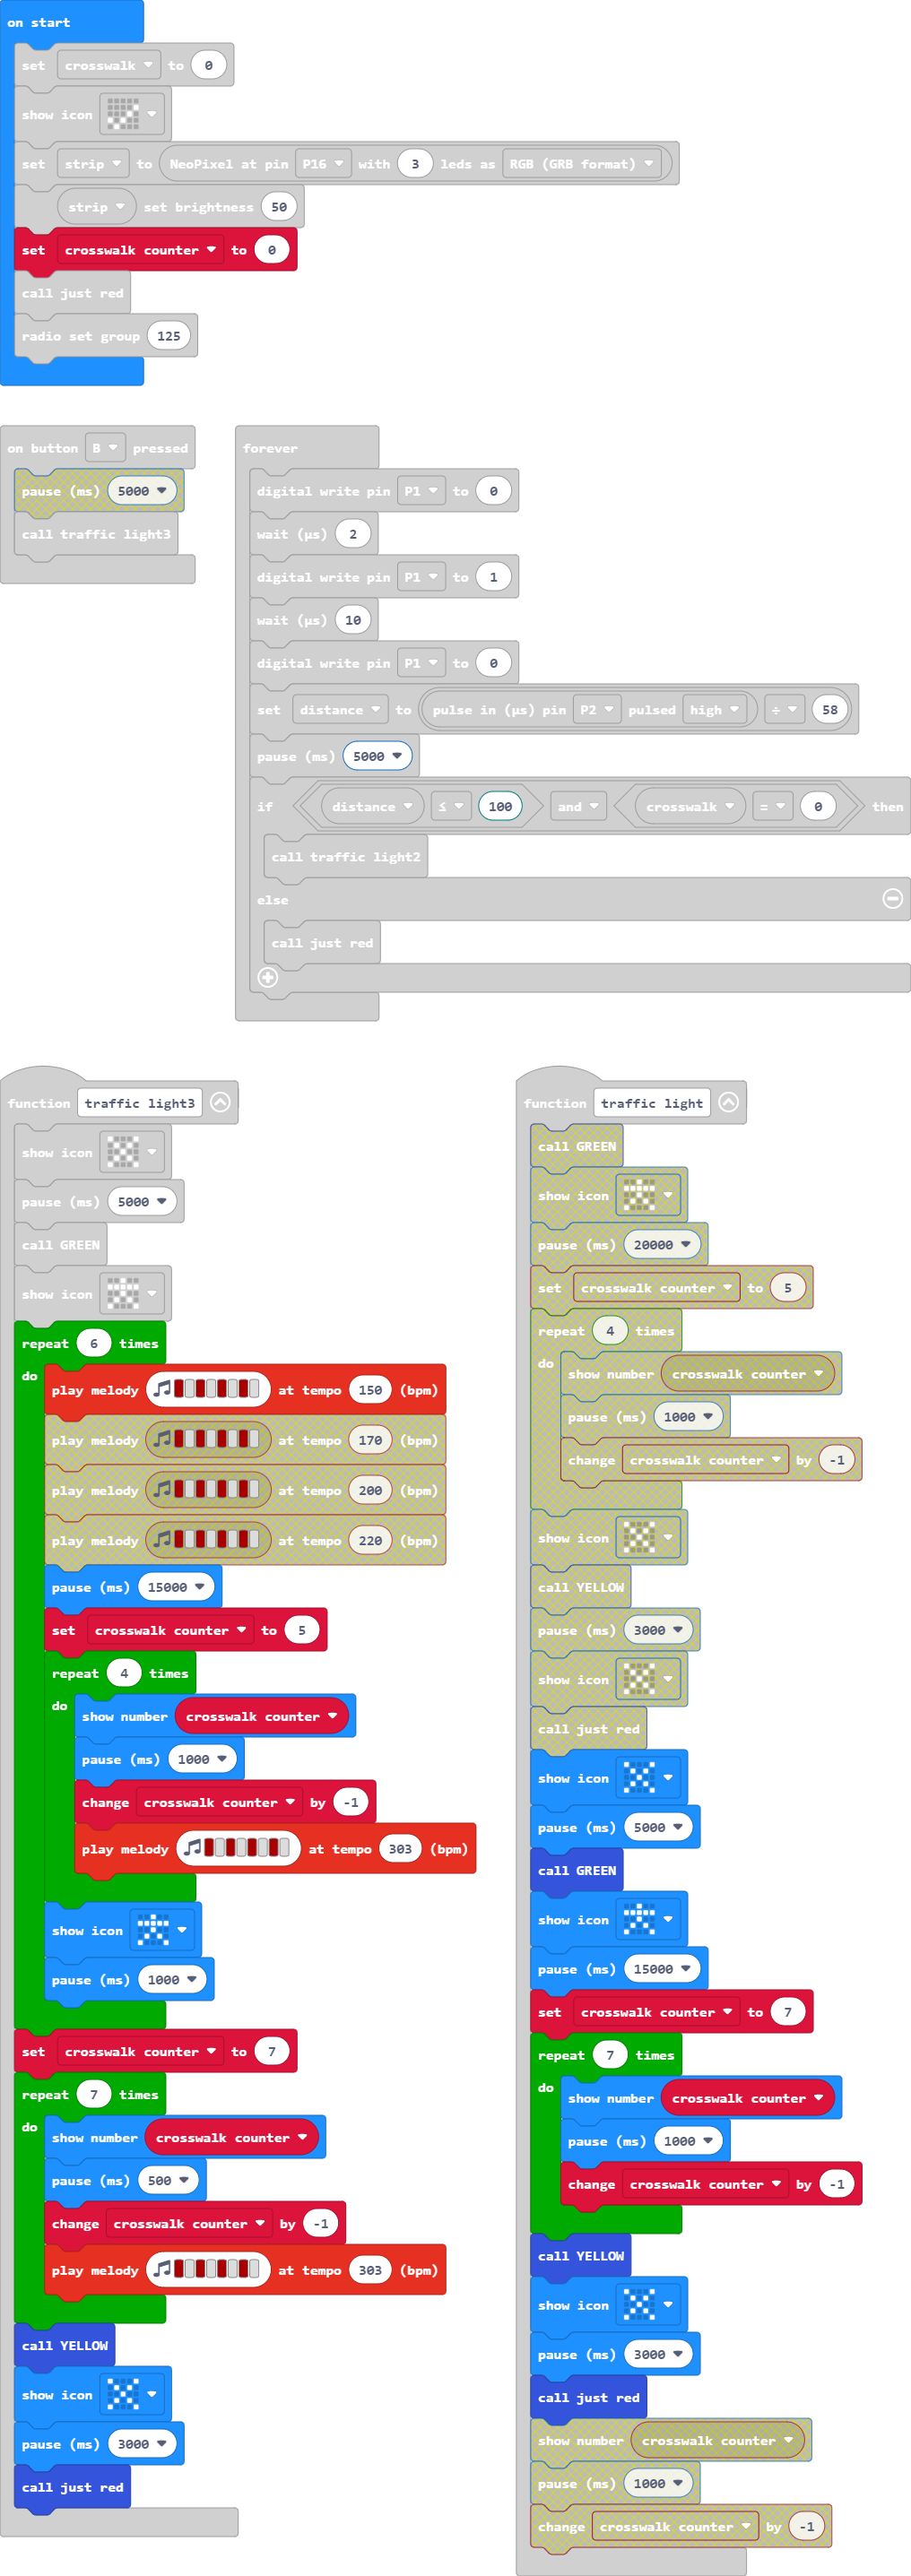 on start
set crosswalk to 0
show icon
set strip to NeoPixel at pin P16 with 3 leds as RGB (GRB format)
strip set brightness 50
set crosswalk counter to 0
call just red
radio set group 125
on button B pressed
pause (ms) 5000
call traffic light3
forever
digital write pin P1 to 0
wait (µs) 2
digital write pin P1 to 1
wait (µs) 10
digital write pin P1 to 0
set distance to pulse in (µs) pin P2 pulsed high ÷ 58
pause (ms) 5000
if distance ≤ 100 and crosswalk = 0 then
call traffic light2
else
call just red
function traffic light3
show icon
pause (ms) 5000
call GREEN
show icon
repeat 6 times
do
play melody at tempo 150 (bpm)
play melody at tempo 170 (bpm)
play melody at tempo 200 (bpm)
play melody at tempo 220 (bpm)
pause (ms) 15000
set crosswalk counter to 5
repeat 4 times
do
show number crosswalk counter
pause (ms) 1000
change crosswalk counter by -1
play melody at tempo 303 (bpm)
show icon
pause (ms) 1000
set crosswalk counter to 7
repeat 7 times
do
show number crosswalk counter
pause (ms) 500
change crosswalk counter by -1
play melody at tempo 303 (bpm)
call YELLOW
show icon
pause (ms) 3000
call just red
function traffic light
call GREEN
show icon
pause (ms) 20000
set crosswalk counter to 5
repeat 4 times
do
show number crosswalk counter
pause (ms) 1000
change crosswalk counter by -1
show icon
call YELLOW
pause (ms) 3000
show icon
call just red
show icon
pause (ms) 5000
call GREEN
show icon
pause (ms) 15000
set crosswalk counter to 7
repeat 7 times
do
show number crosswalk counter
pause (ms) 1000
change crosswalk counter by -1
call YELLOW
show icon
pause (ms) 3000
call just red
show number crosswalk counter
pause (ms) 1000
change crosswalk counter by -1